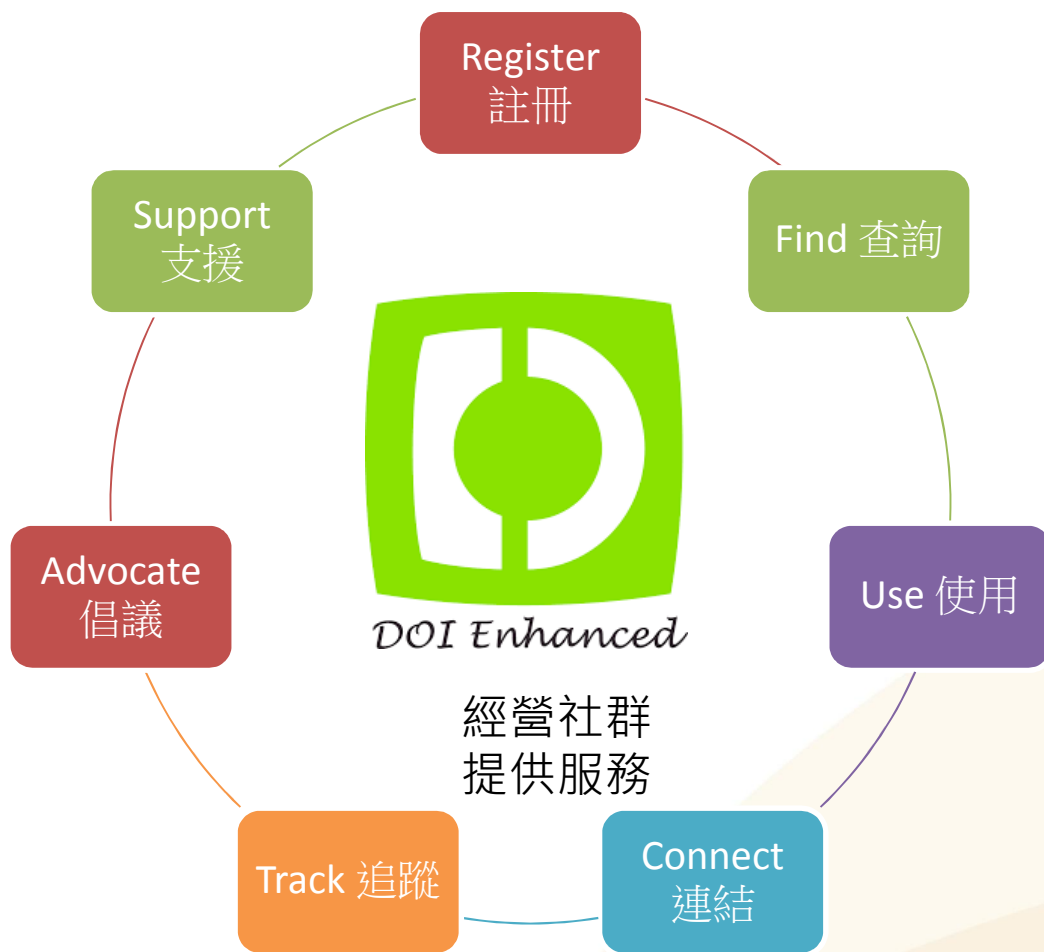 Register
註冊
Find 查詢
Use 使用
Connect
連結
Track 追蹤
Advocate
倡議
Support
支援
DOI Enhanced
經營社群
提供服務